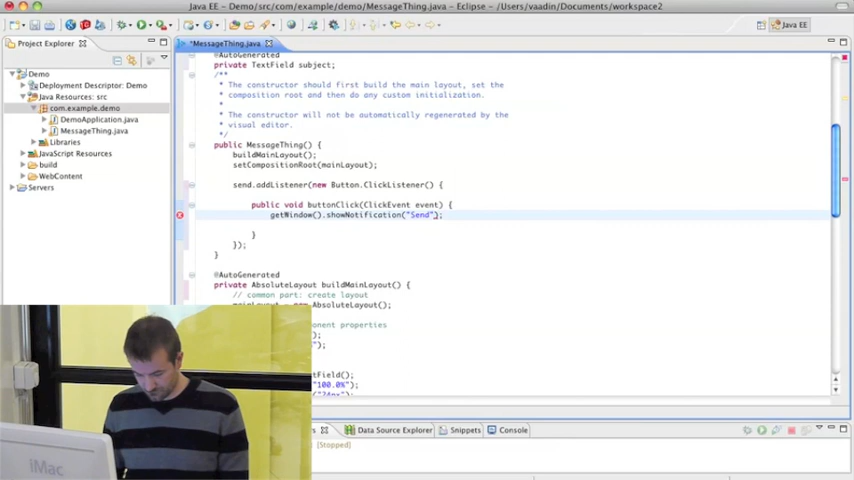 Java EE - Demo/src/com/example/demo/MessageThing.java - Eclipse - /Users/vaadin/Documents/workspace2
Java EE
Project Explorer
*MessageThing.java
Demo
Deployment Descriptor: Demo
Java Resources: src
com.example.demo
DemoApplication.java
MessageThing.java
Libraries
JavaScript Resources
build
WebContent
Servers
@AutoGenerated
private TextField subject;
/**
* The constructor should first build the main layout, set the
* composition root and then do any custom initialization.
*
* The constructor will not be automatically regenerated by the
* visual editor.
*/
public MessageThing() {
buildMainLayout();
setCompositionRoot(mainLayout);
send.addListener(new Button.ClickListener() {
public void buttonClick(ClickEvent event) {
getWindow().showNotification("Send");
}
});
}
@AutoGenerated
private AbsoluteLayout buildMainLayout() {
// common part: create layout
mainLayout = new AbsoluteLayout();
ponent properties
);
");
tField();
"100.0%");
"24px");
Data Source Explorer
Snippets
Console
[Stopped]
iMac